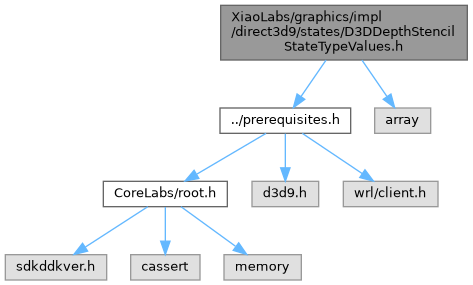 XiaoLabs/graphics/impl
/direct3d9/states/D3DDepthStencil
StateTypeValues.h
../prerequisites.h
array
CoreLabs/root.h
d3d9.h
wrl/client.h
sdkddkver.h
cassert
memory